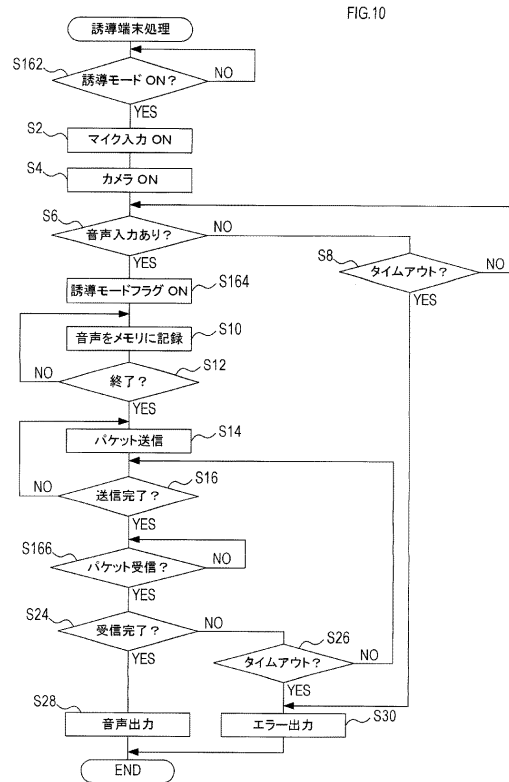 FIG.10
誘導端末処理
S162
誘導モード ON?
NO
YES
S2
マイク入力 ON
S4
カメラ ON
S6
音声入力あり?
NO
YES
S8
タイムアウト?
NO
YES
誘導モードフラグ ON
S164
音声をメモリに記録
S10
S12
終了?
NO
YES
パケット送信
S14
S16
送信完了?
NO
YES
S166
パケット受信?
NO
YES
S24
受信完了?
NO
YES
S26
タイムアウト?
NO
YES
S28
音声出力
エラー出力
S30
END